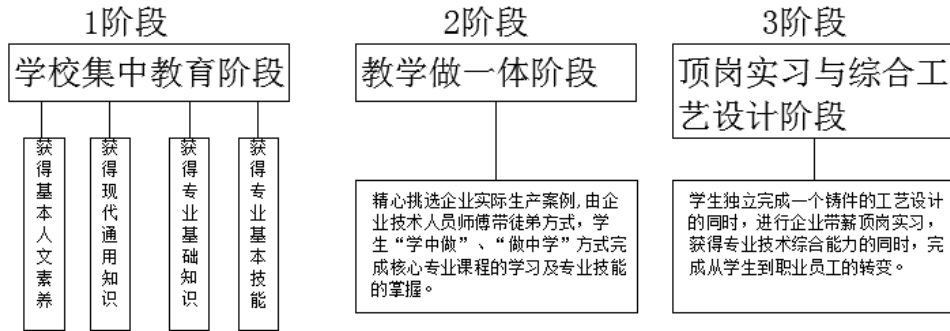 1阶段
学校集中教育阶段
获得基本人文素养
获得现代通用知识
获得专业基础知识
获得专业基本技能
2阶段
教学做一体阶段
精心挑选企业实际生产案例,由企
业技术人员师傅带徒弟方式，学
生“学中做”、“做中学”方式完
成核心专业课程的学习及专业技能
的掌握。
3阶段
顶岗实习与综合工
艺设计阶段
学生独立完成一个铸件的工艺设计
的同时，进行企业带薪顶岗实习，
获得专业技术综合能力的同时，完
成从学生到职业员工的转变。